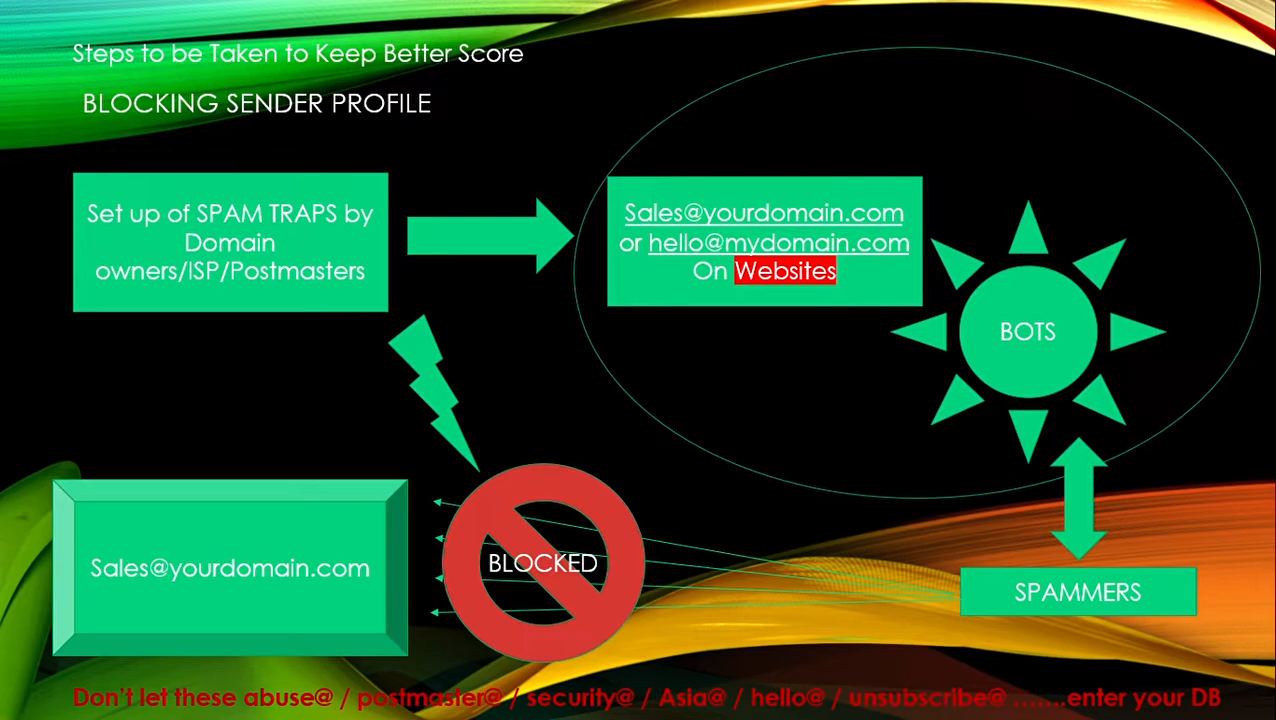 Steps to be Taken to Keep Better Score
BLOCKING SENDER PROFILE
Set up of SPAM TRAPS by
Domain
owners/ISP/Postmasters
Sales@yourdomain.com
or hello@mydomain.com
On Websites
BOTS
Sales@yourdomain.com
BLOCKED
SPAMMERS
Don't let these abuse@ / postmaster@ / security@ / Asia@ / hello@ / unsubscribe@ …….enter your DB